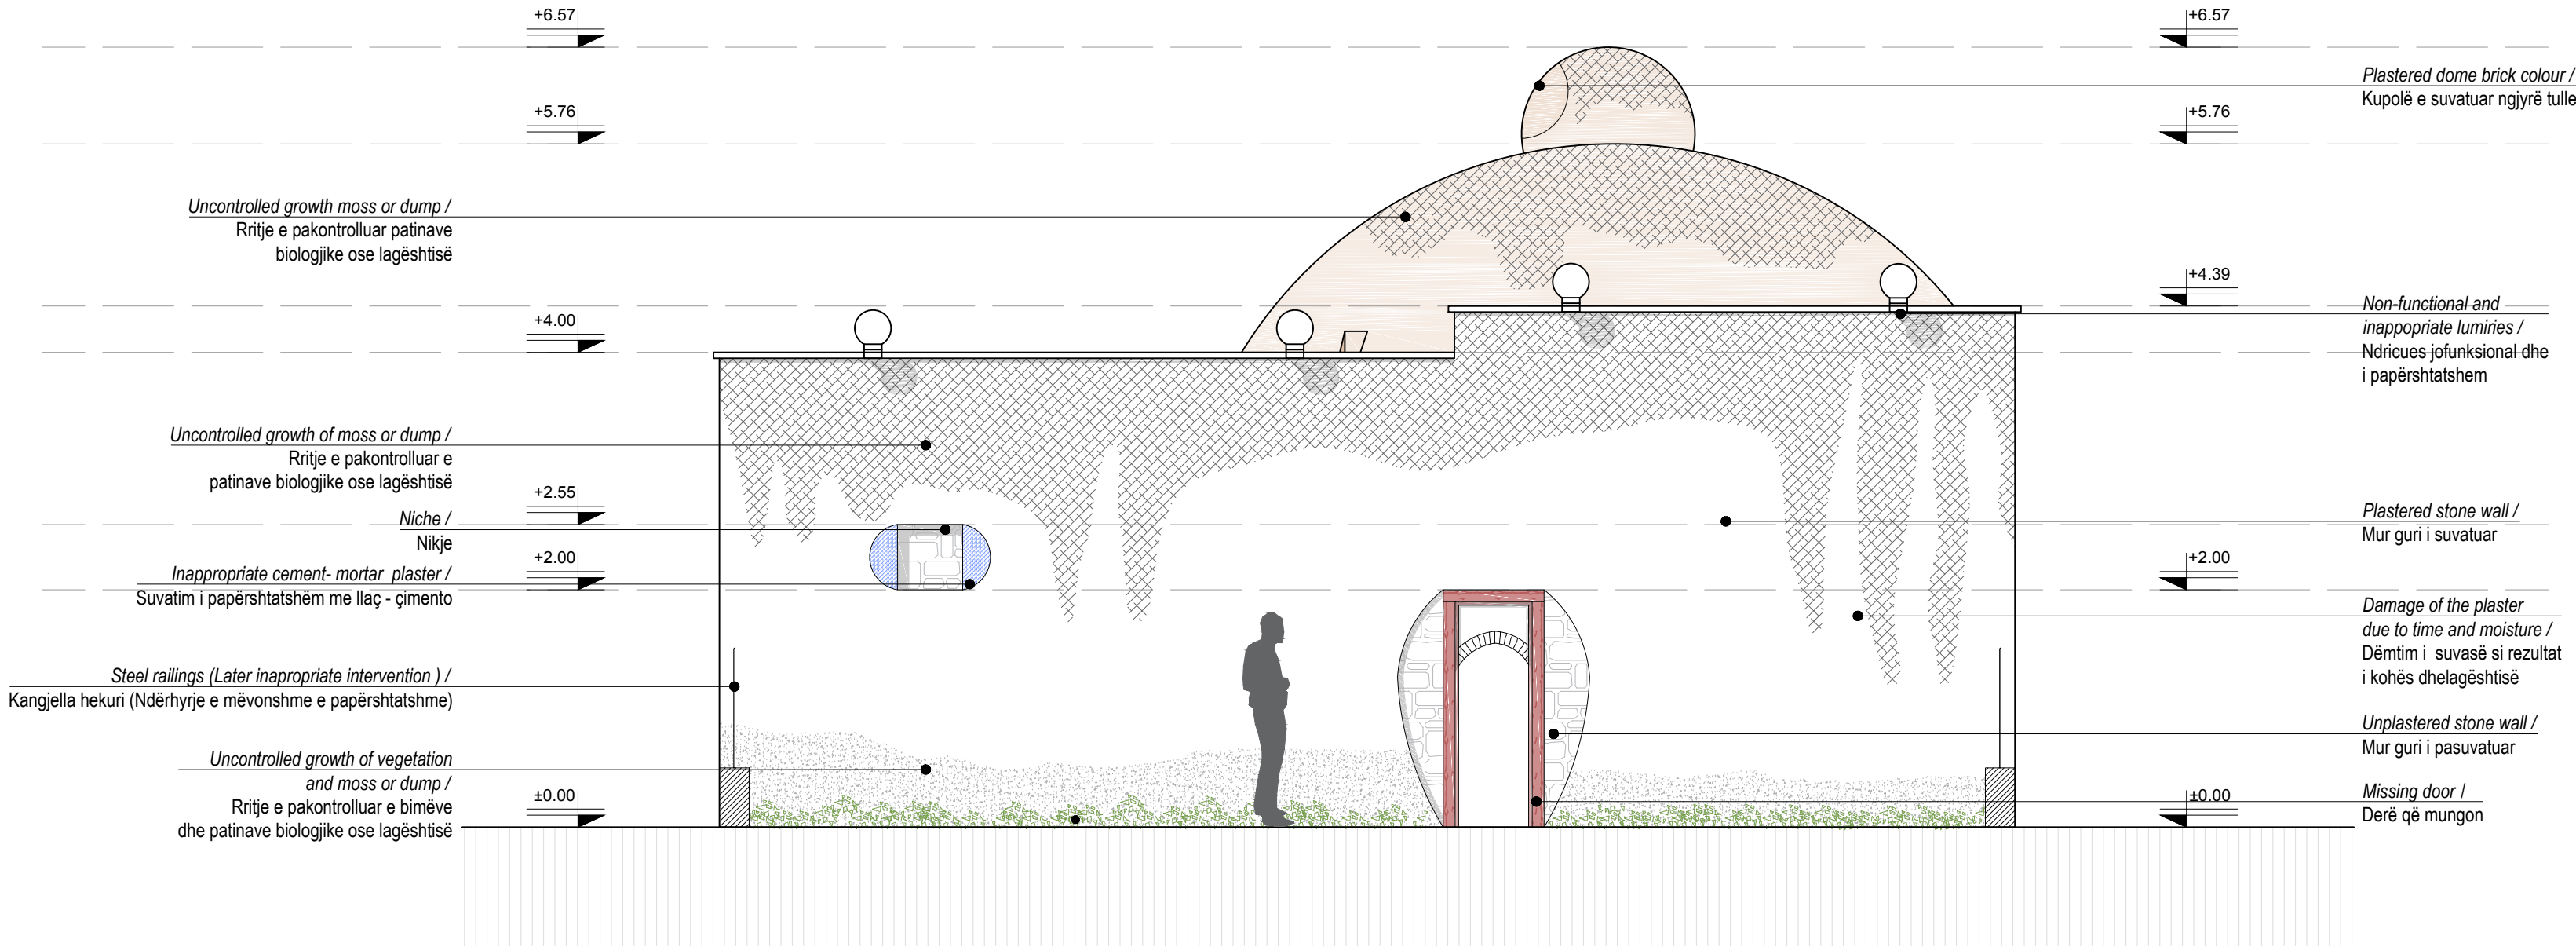 +6.57
+6.57
Plastered dome brick colour /
Kupolë e suvatuar ngjyrë tulle
+5.76
+5.76
Uncontrolled growth moss or dump /
Rritje e pakontrolluar patinave
biologjike ose lagështisë
+4.39
Non-functional and
inappopriate lumiries /
Ndricues jofunksional dhe
i papërshtatshem
+4.00
Uncontrolled growth of moss or dump /
Rritje e pakontrolluar e
patinave biologjike ose lagështisë
+2.55
Niche /
Nikje
Plastered stone wall /
Mur guri i suvatuar
Inappropriate cement- mortar plaster /
Suvatim i papërshtatshëm me llaç - çimento
+2.00
+2.00
Damage of the plaster
due to time and moisture /
Dëmtim i suvasë si rezultat
i kohës dhelagështisë
Steel railings (Later inapropriate intervention ) /
Kangjella hekuri (Ndërhyrje e mëvonshme e papërshtatshme)
Unplastered stone wall /
Mur guri i pasuvatuar
Uncontrolled growth of vegetation
and moss or dump /
Rritje e pakontrolluar e bimëve
dhe patinave biologjike ose lagështisë
±0.00
±0.00
Missing door /
Derë që mungon